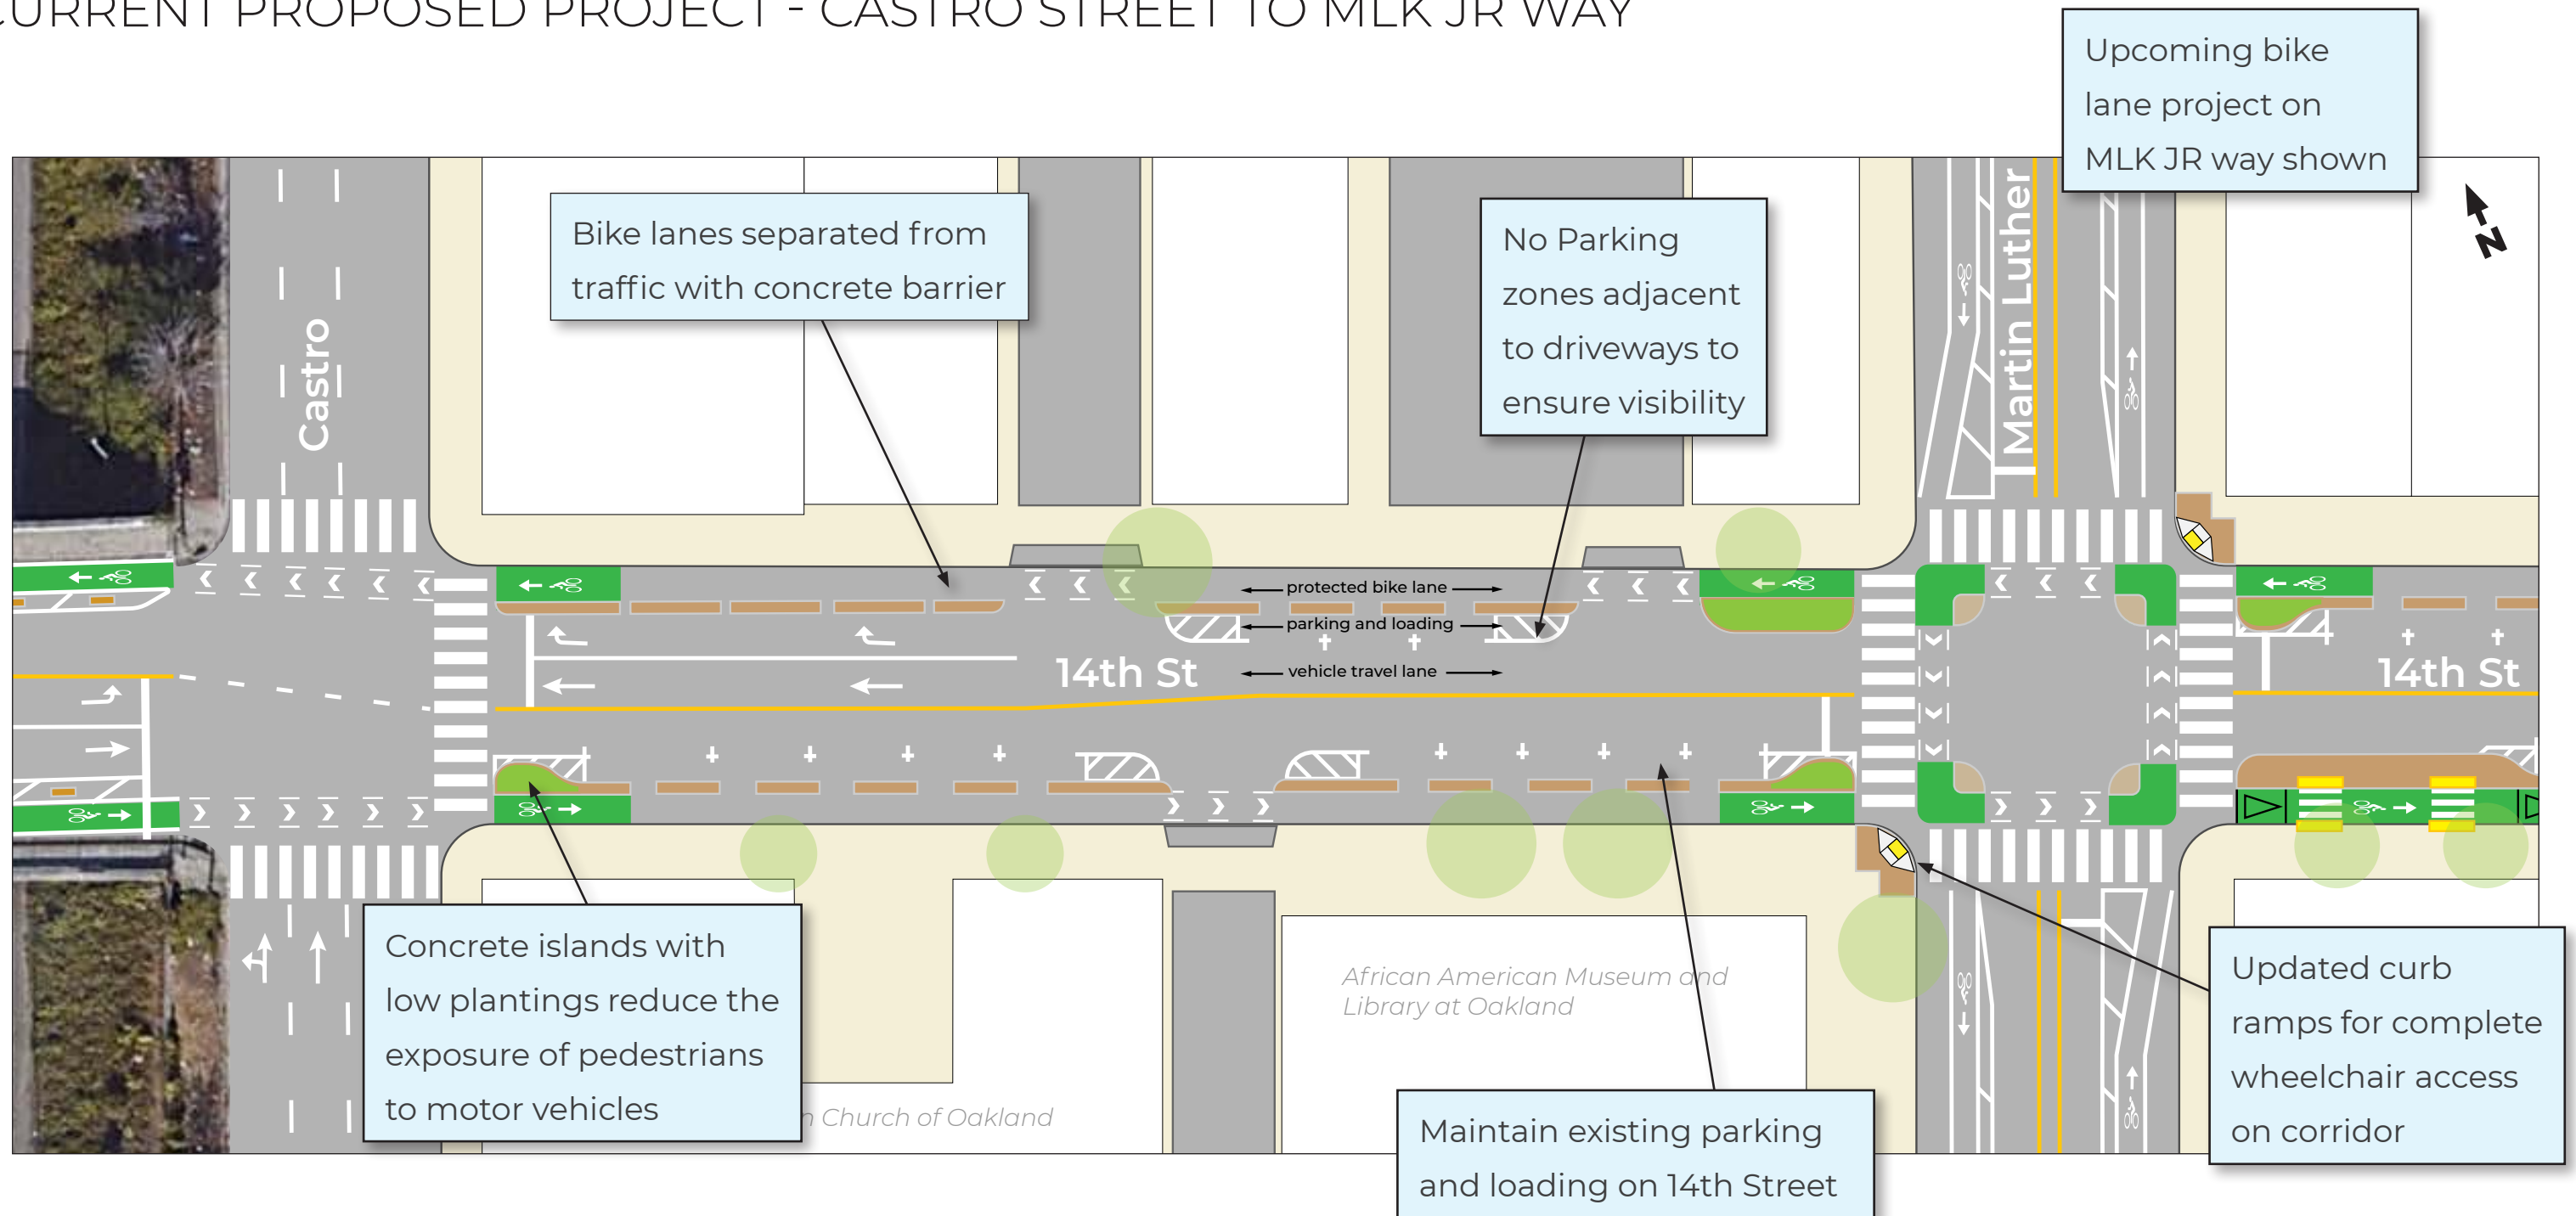 CURRENT PROPOSED PROJECT - CASTRO STREET TO MLK JR WAY
Upcoming bike
lane project on
MLK JR way shown
N
Bike lanes separated from
traffic with concrete barrier
No Parking
zones adjacent
to driveways to
ensure visibility
Castro
Martin Luther
protected bike lane
parking and loading
vehicle travel lane
14th St
14th St
Concrete islands with
low plantings reduce the
exposure of pedestrians
to motor vehicles
Church of Oakland
African American Museum and
Library at Oakland
Maintain existing parking
and loading on 14th Street
Updated curb
ramps for complete
wheelchair access
on corridor